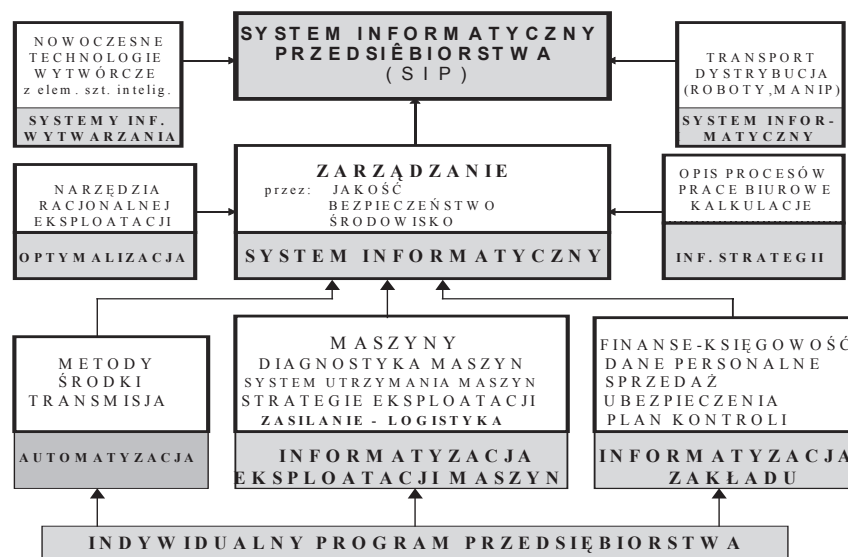 NOWOCZESNE
TECHNOLOGIE
WYTWÓRCZE
z elem. szt. intelig.
SYSTEMY INF.
WYTWARZANIA
SYSTEM INFORMATYCZNY
PRZEDSIÊBIORSTWA
(SIP)
TRANSPORT
DYSTRYBUCJA
(ROBOTY,MANIP)
SYSTEM INFOR-
MATYCZNY
NARZĘDZIA
RACJONALNEJ
EKSPLOATACJI
OPTYMALIZACJA
ZARZĄDZANIE
przez: JAKOŚĆ
BEZPIECZEŃSTWO
ŚRODOWISKO
SYSTEM INFORMATYCZNY
OPIS PROCESÓW
PRACE BIUROWE
KALKULACJE
INF. STRATEGII
METODY
ŚRODKI
TRANSMISJA
AUTOMATYZACJA
MASZYNY
DIAGNOSTYKA MASZYN
SYSTEM UTRZYMANIA MASZYN
STRATEGIE EKSPLOATACJI
ZASILANIE - LOGISTYKA
INFORMATYZACJA
EKSPLOATACJI MASZYN
FINANSE-KSIĘGOWOŚĆ
DANE PERSONALNE
SPRZEDAŻ
UBEZPIECZENIA
PLAN KONTROLI
INFORMATYZACJA
ZAKŁADU
INDYWIDUALNY PROGRAM PRZEDSIĘBIORSTWA